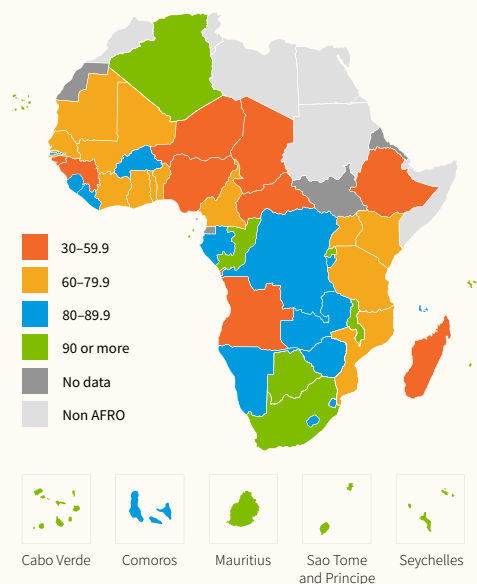 30–59.9
60–79.9
80–89.9
90 or more
No data
Non AFRO
Cabo Verde
Comoros
Mauritius
Sao Tome
and Principe
Seychelles